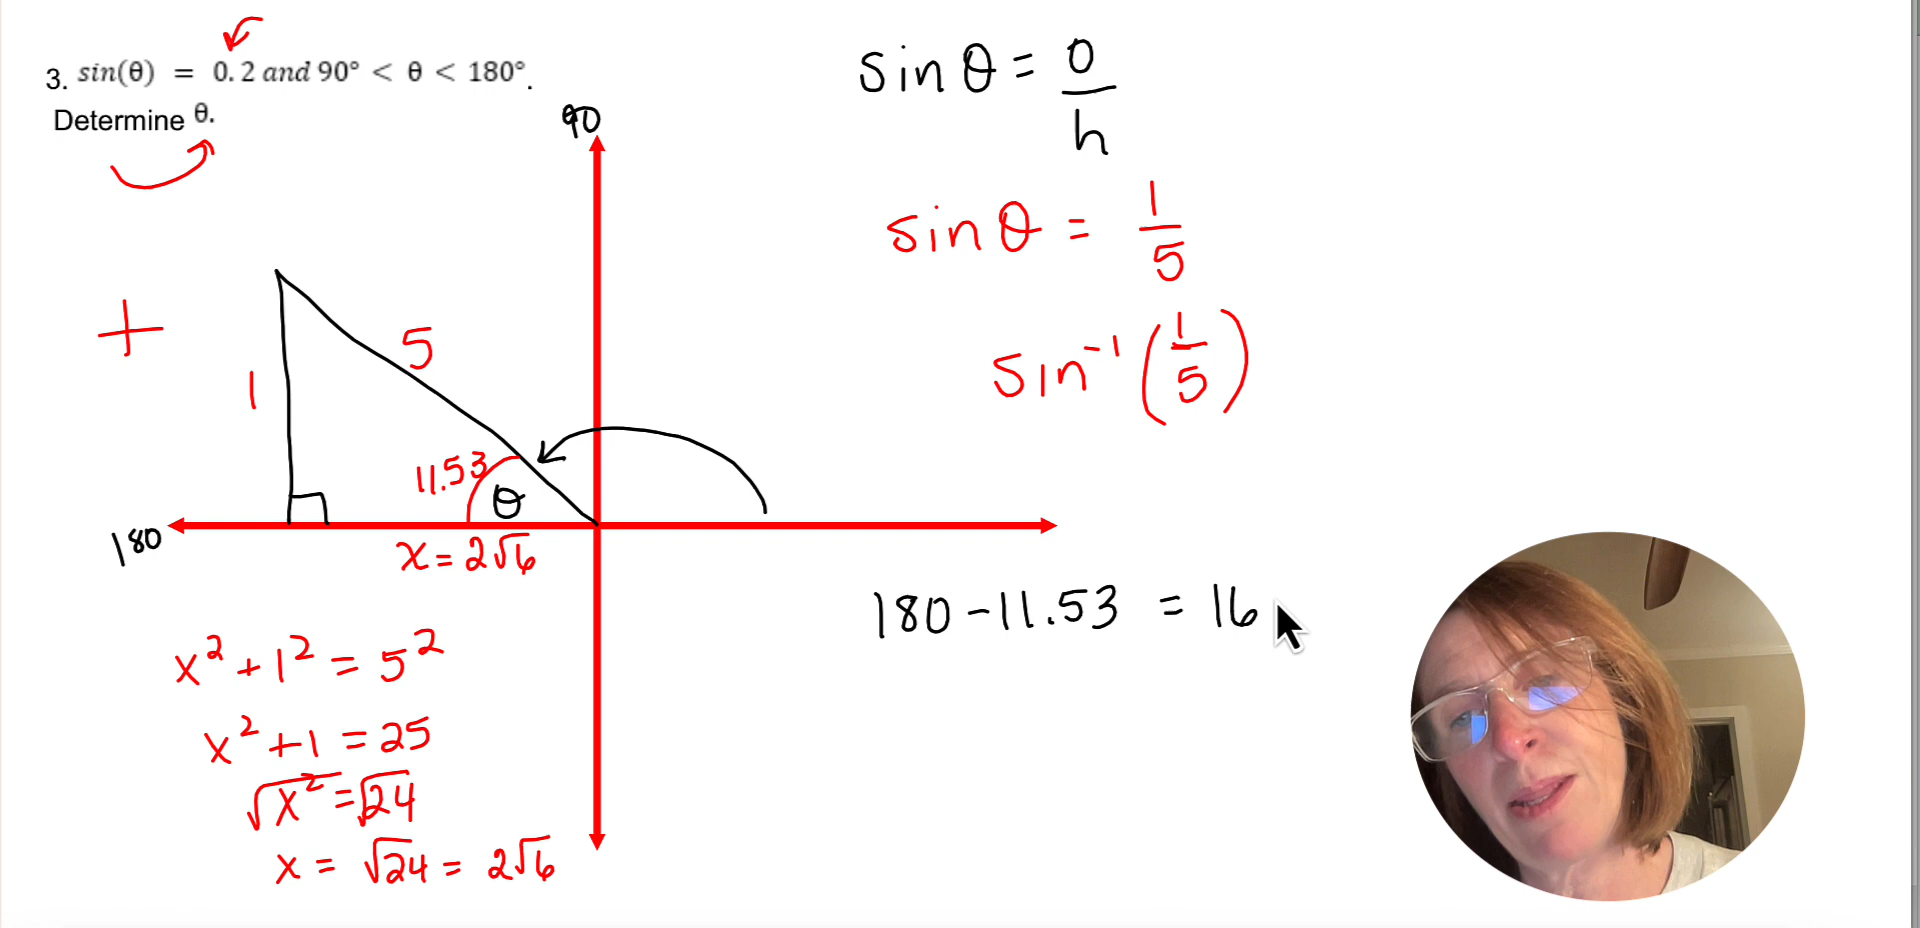 3. sin(θ) = 0.2 and 90° < θ < 180°.
Determine θ.
sin θ = o/h
sin θ = 1/5
sin⁻¹(1/5)
90
+
5
1
11.53
θ
180
x = 2√6
180 - 11.53 = 16
x² + 1² = 5²
x² + 1 = 25
√x² = √24
x = √24 = 2√6